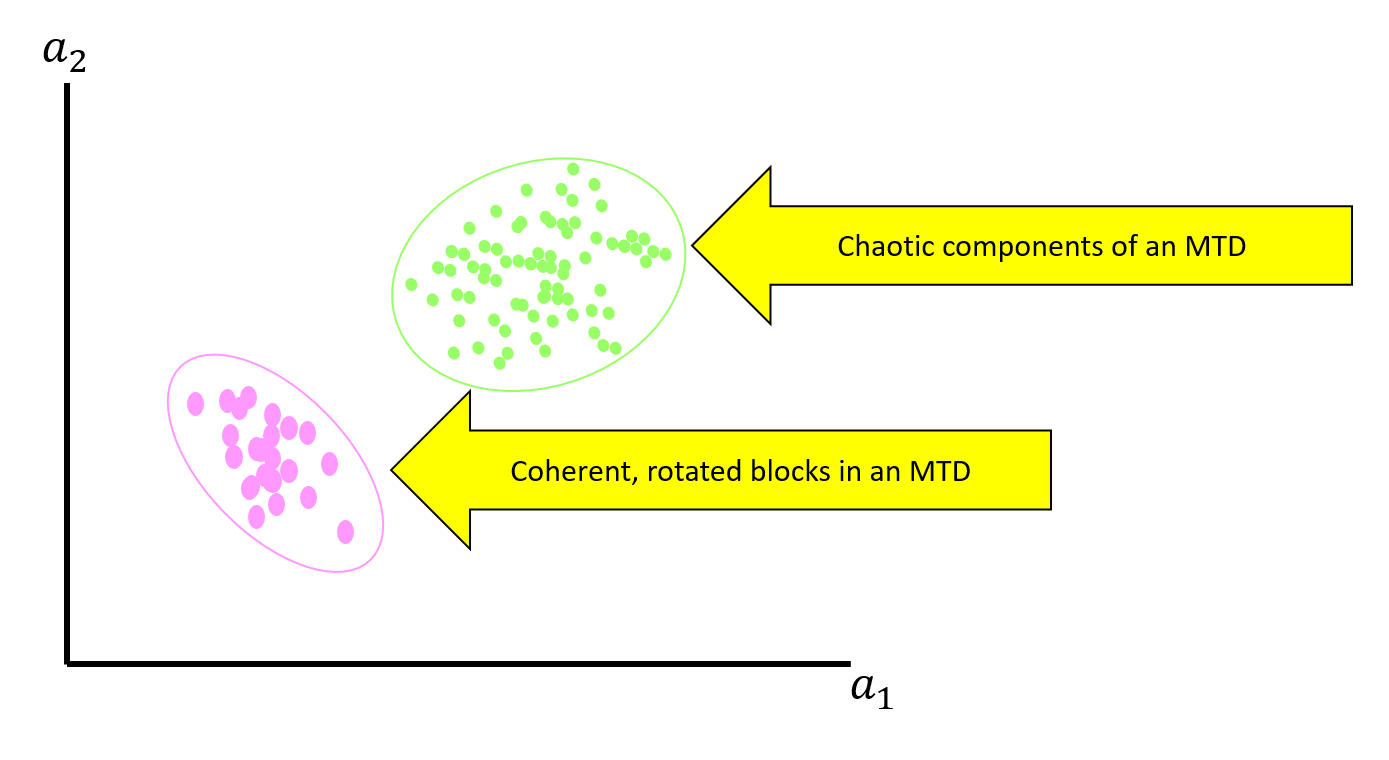 a₂
Chaotic components of an MTD
Coherent, rotated blocks in an MTD
a₁